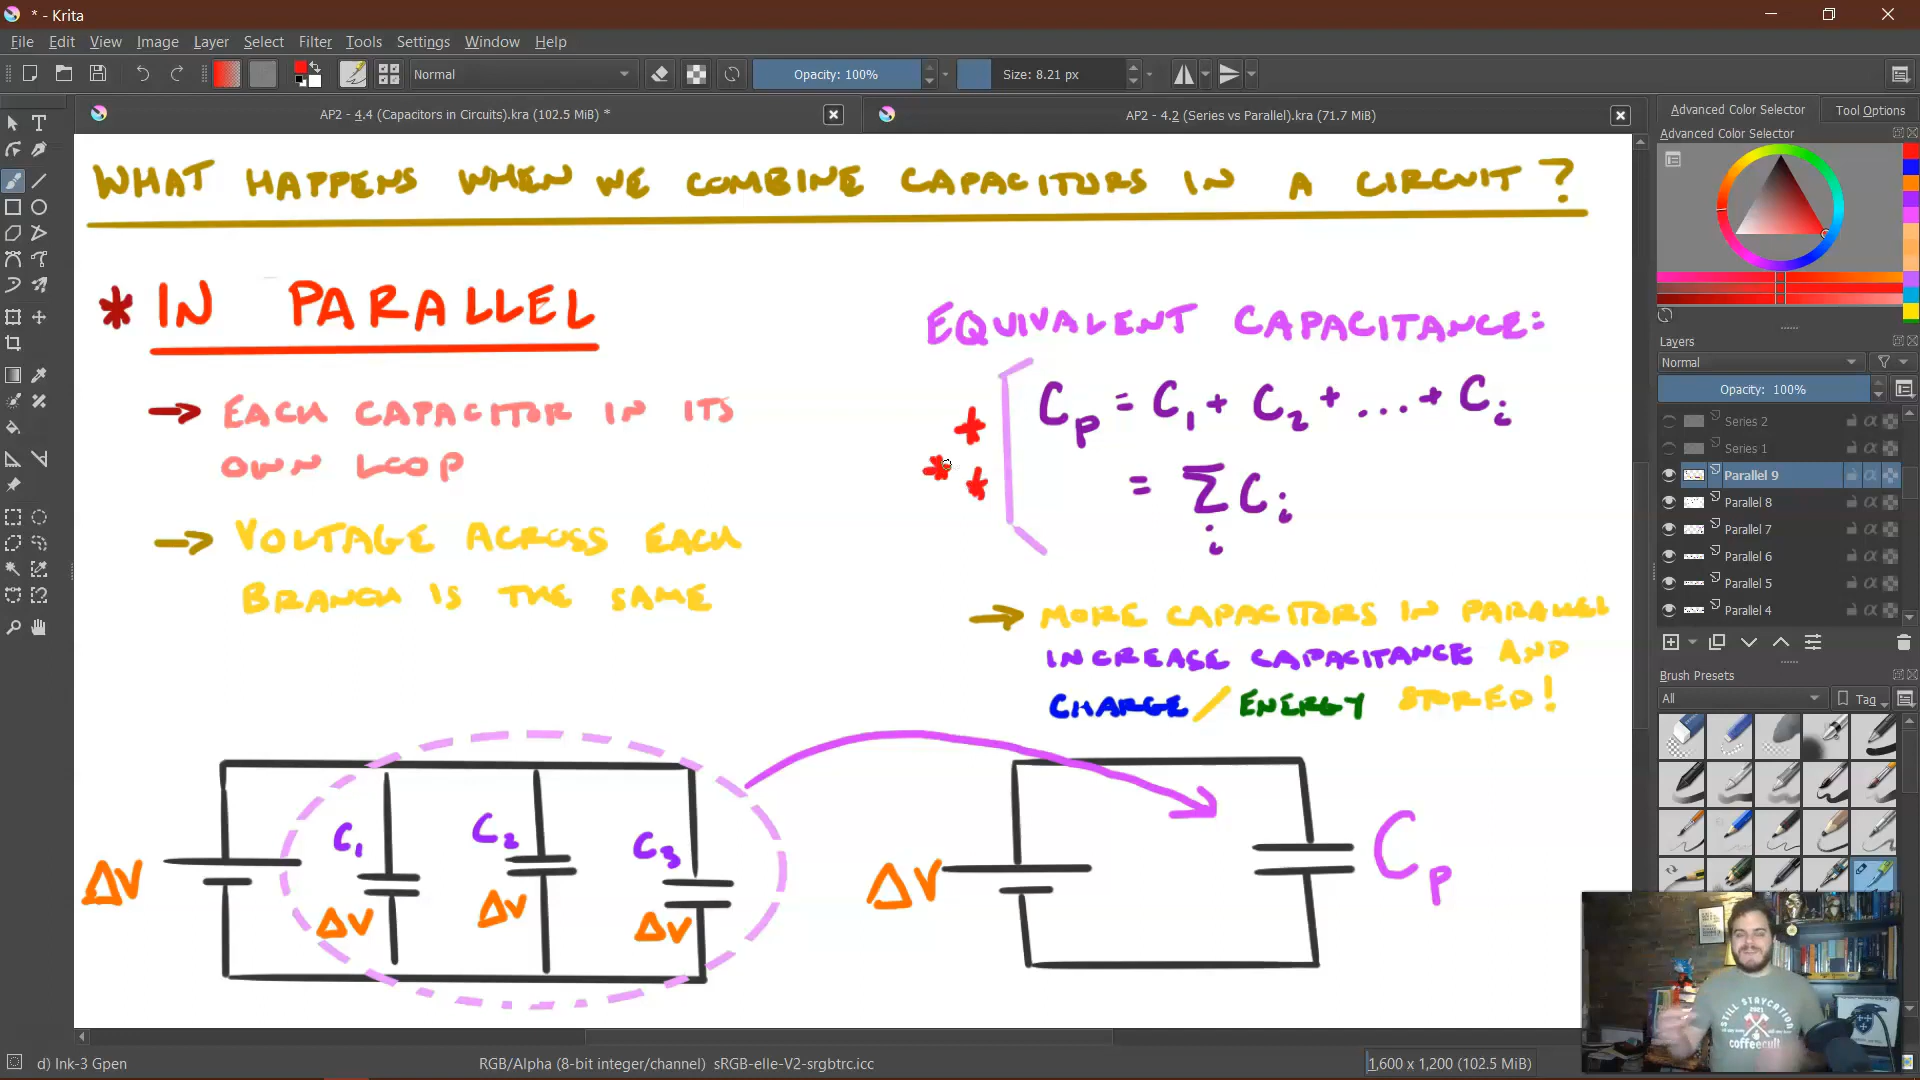 * - Krita
File Edit View Image Layer Select Filter Tools Settings Window Help
Normal
Opacity: 100%
Size: 8.21 px
AP2 - 4.4 (Capacitors in Circuits).kra (102.5 MiB) *
AP2 - 4.2 (Series vs Parallel).kra (71.7 MiB)
Advanced Color Selector
Tool Options
Advanced Color Selector
WHAT HAPPENS WHEN WE COMBINE CAPACITORS IN A CIRCUIT?
* IN PARALLEL
→ EACH CAPACITOR IN ITS
OWN LOOP
→ VOLTAGE ACROSS EACH
BRANCH IS THE SAME
EQUIVALENT CAPACITANCE:
Cp = C1 + C2 + ... + Ci
= Σi Ci
* * *
→ MORE CAPACITORS IN PARALLEL
INCREASE CAPACITANCE AND
CHARGE/ENERGY STORED!
ΔV
C1
ΔV
C2
ΔV
C3
ΔV
ΔV
Cp
Layers
Normal
Opacity: 100%
Series 2
Series 1
Parallel 9
Parallel 8
Parallel 7
Parallel 6
Parallel 5
Parallel 4
Brush Presets
All
Tag
STILL STAYCATION
2021
coffeecult
d) Ink-3 Gpen
RGB/Alpha (8-bit integer/channel) sRGB-elle-V2-srgbtrc.icc
1,600 x 1,200 (102.5 MiB)